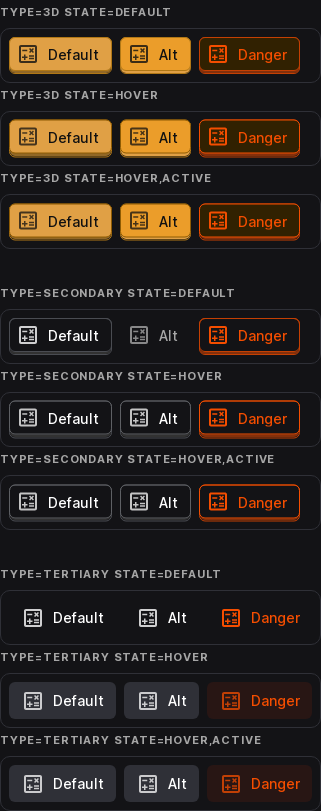 TYPE=3D STATE=DEFAULT
Default Alt Danger
TYPE=3D STATE=HOVER
Default Alt Danger
TYPE=3D STATE=HOVER,ACTIVE
Default Alt Danger
TYPE=SECONDARY STATE=DEFAULT
Default Alt Danger
TYPE=SECONDARY STATE=HOVER
Default Alt Danger
TYPE=SECONDARY STATE=HOVER,ACTIVE
Default Alt Danger
TYPE=TERTIARY STATE=DEFAULT
Default Alt Danger
TYPE=TERTIARY STATE=HOVER
Default Alt Danger
TYPE=TERTIARY STATE=HOVER,ACTIVE
Default Alt Danger